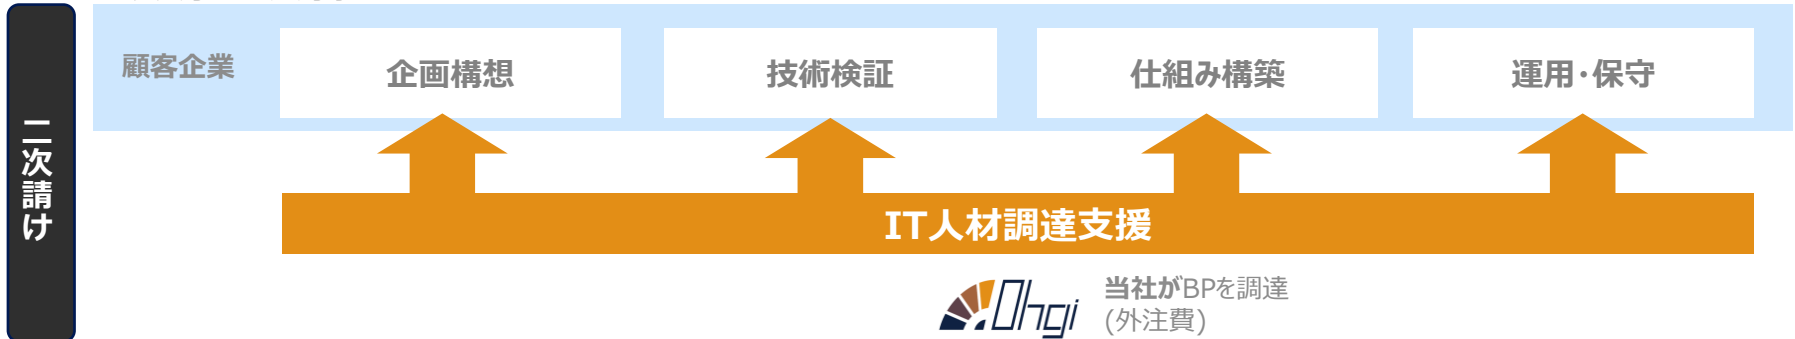 二次請け
顧客企業
企画構想
技術検証
仕組み構築
運用・保守
IT人材調達支援
Ohgi
当社がBPを調達
(外注費)